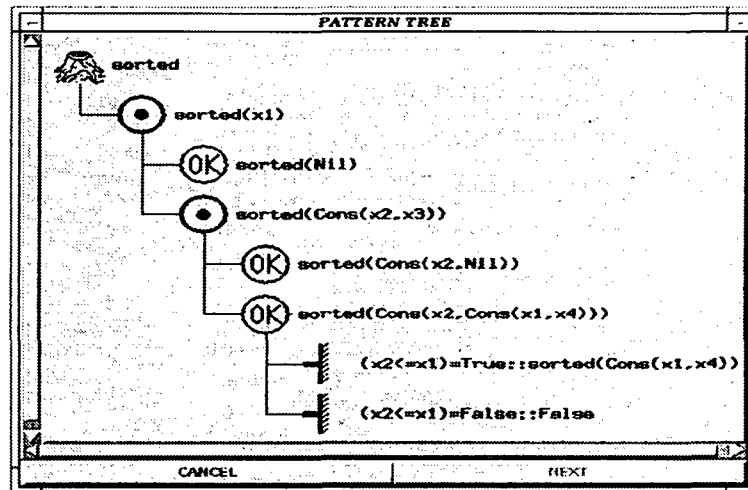 PATTERN TREE
sorted
sorted(x1)
OK sorted(Nil)
sorted(Cons(x2,x3))
OK sorted(Cons(x2,Nil))
OK sorted(Cons(x2,Cons(x1,x4)))
(x2<=x1)=True::sorted(Cons(x1,x4))
(x2<=x1)=False::False
CANCEL NEXT